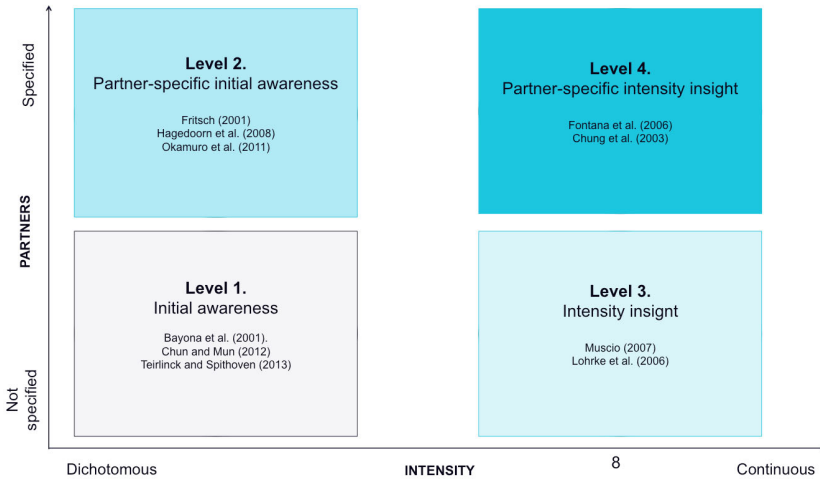 Specified
PARTNERS
Not
specified
Level 2.
Partner-specific initial awareness
Fritsch (2001)
Hagedoorn et al. (2008)
Okamuro et al. (2011)
Level 4.
Partner-specific intensity insight
Fontana et al. (2006)
Chung et al. (2003)
Level 1.
Initial awareness
Bayona et al. (2001).
Chun and Mun (2012)
Teirlinck and Spithoven (2013)
Level 3.
Intensity insignt
Muscio (2007)
Lohrke et al. (2006)
Dichotomous
INTENSITY
8
Continuous